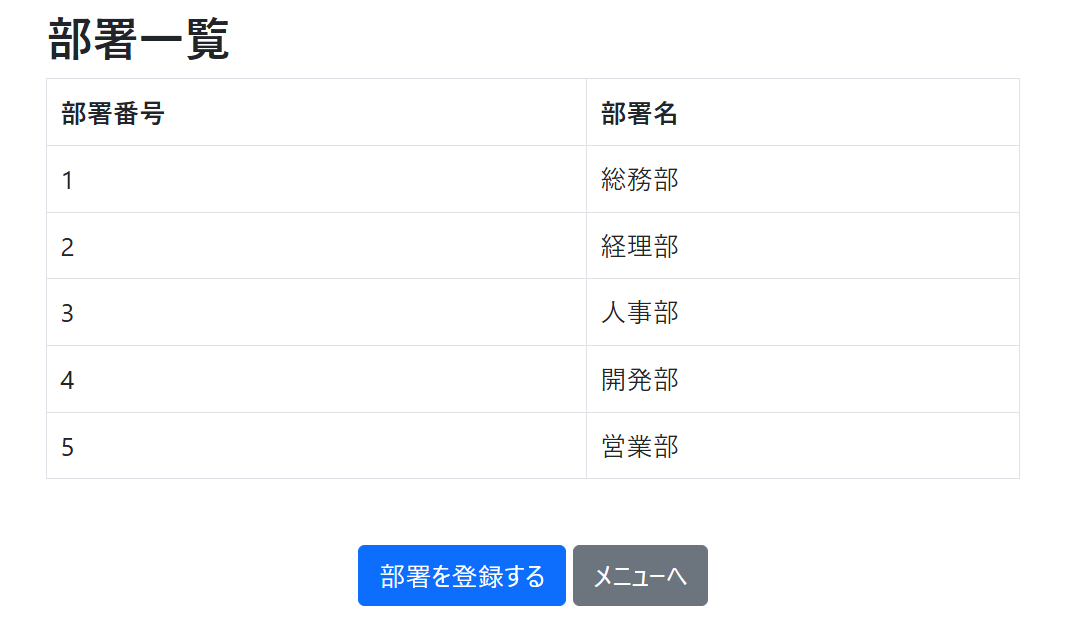 部署一覧
部署番号 部署名
1 総務部
2 経理部
3 人事部
4 開発部
5 営業部
部署を登録する メニューへ